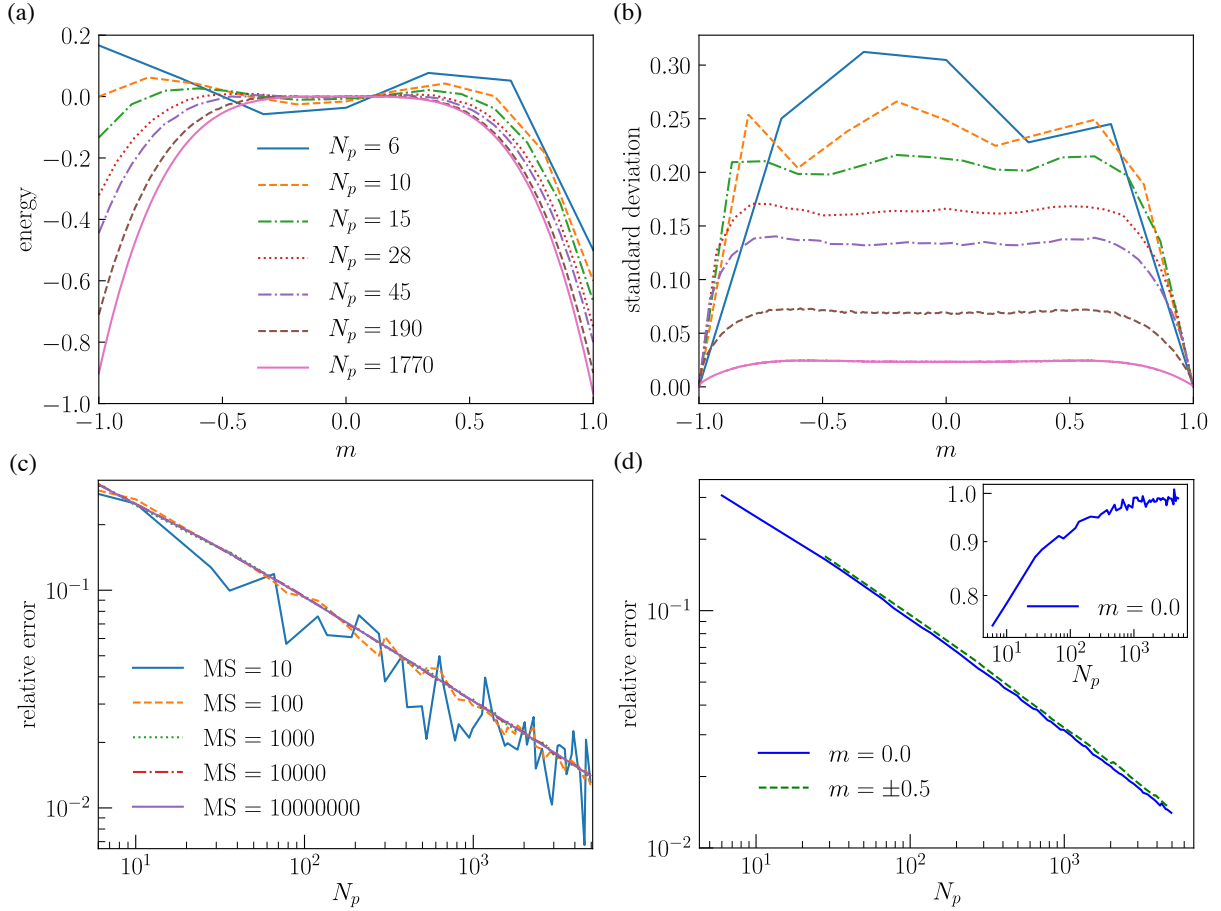 (a)
0.2
0.0
−0.2
−0.4
−0.6
−0.8
−1.0
energy
N_p = 6
N_p = 10
N_p = 15
N_p = 28
N_p = 45
N_p = 190
N_p = 1770
−1.0 −0.5 0.0 0.5 1.0
m
(b)
0.30
0.25
0.20
0.15
0.10
0.05
0.00
standard deviation
−1.0 −0.5 0.0 0.5 1.0
m
(c)
10^{−1}
10^{−2}
relative error
MS = 10
MS = 100
MS = 1000
MS = 10000
MS = 10000000
10^1 10^2 10^3
N_p
(d)
10^{−1}
10^{−2}
relative error
1.0
0.9
0.8
m = 0.0
10^1 10^2 10^3
N_p
m = 0.0
m = ±0.5
10^1 10^2 10^3
N_p